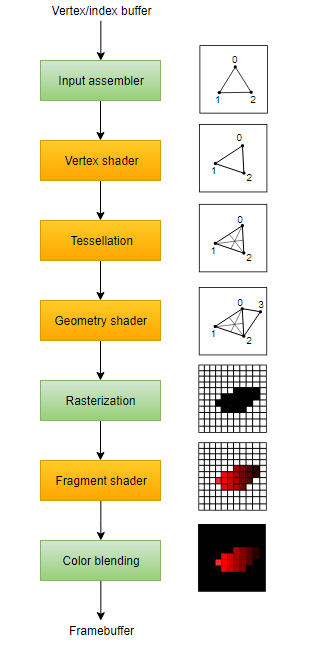 Vertex/index buffer
Input assembler
0
1
2
Vertex shader
0
1
2
Tessellation
0
1
2
Geometry shader
0
3
1
2
Rasterization
Fragment shader
Color blending
Framebuffer